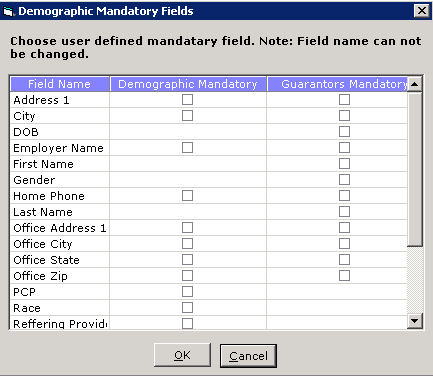 Demographic Mandatory Fields
Choose user defined mandatary field. Note: Field name can not
be changed.
Field Name Demographic Mandatory Guarantors Mandatory
Address 1
City
DOB
Employer Name
First Name
Gender
Home Phone
Last Name
Office Address 1
Office City
Office State
Office Zip
PCP
Race
Reffering Provid
OK Cancel